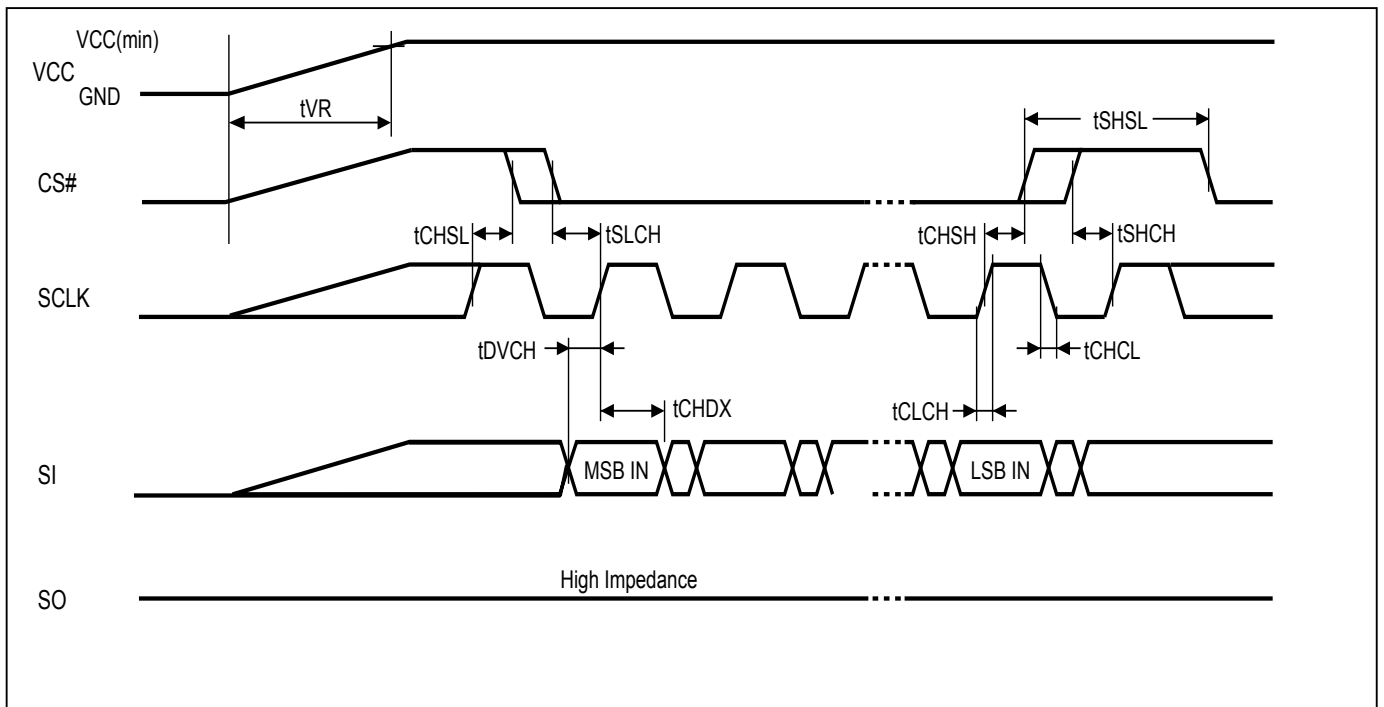 VCC(min)
VCC
GND
tVR
tSHSL
CS#
tCHSL
tSLCH
tCHSH
tSHCH
SCLK
tDVCH
tCHCL
tCHDX
tCLCH
SI
MSB IN
LSB IN
High Impedance
SO